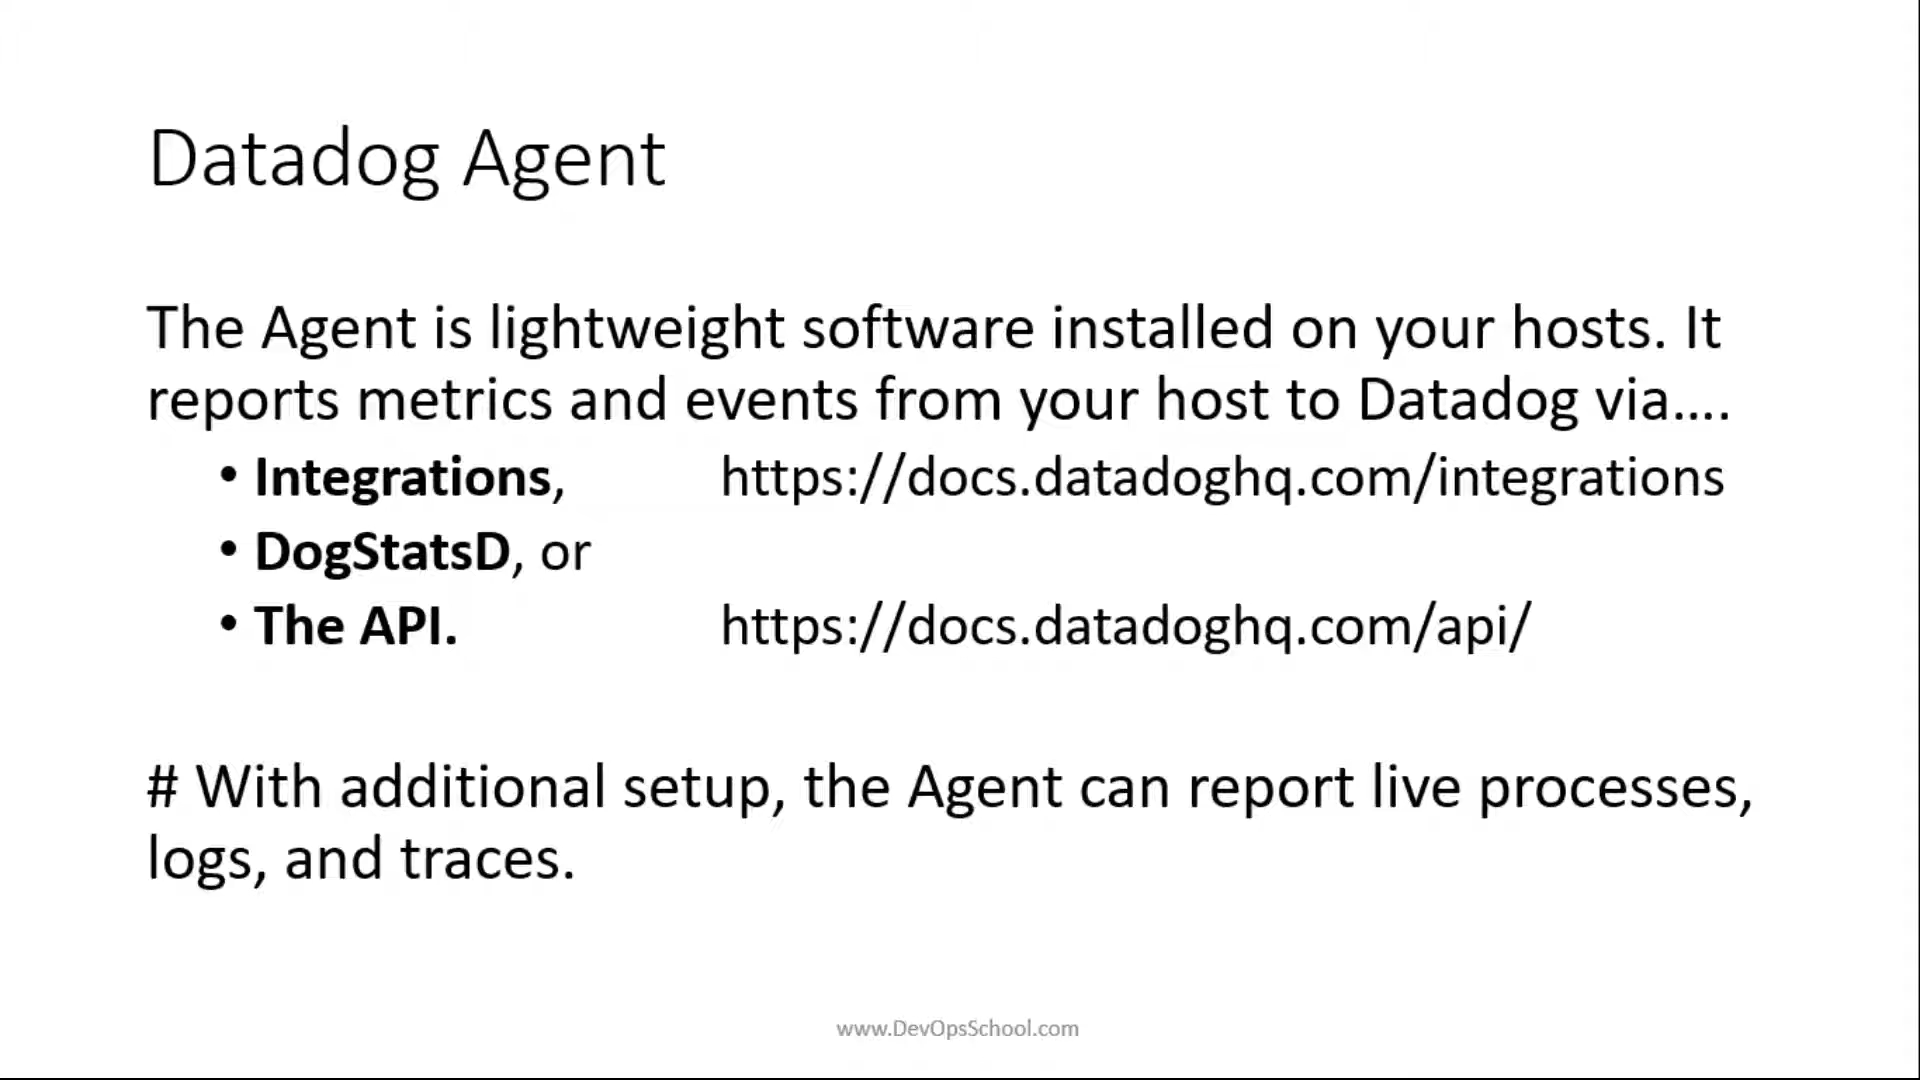 Datadog Agent
The Agent is lightweight software installed on your hosts. It
reports metrics and events from your host to Datadog via....
• Integrations, https://docs.datadoghq.com/integrations
• DogStatsD, or
• The API. https://docs.datadoghq.com/api/
# With additional setup, the Agent can report live processes,
logs, and traces.
www.DevOpsSchool.com